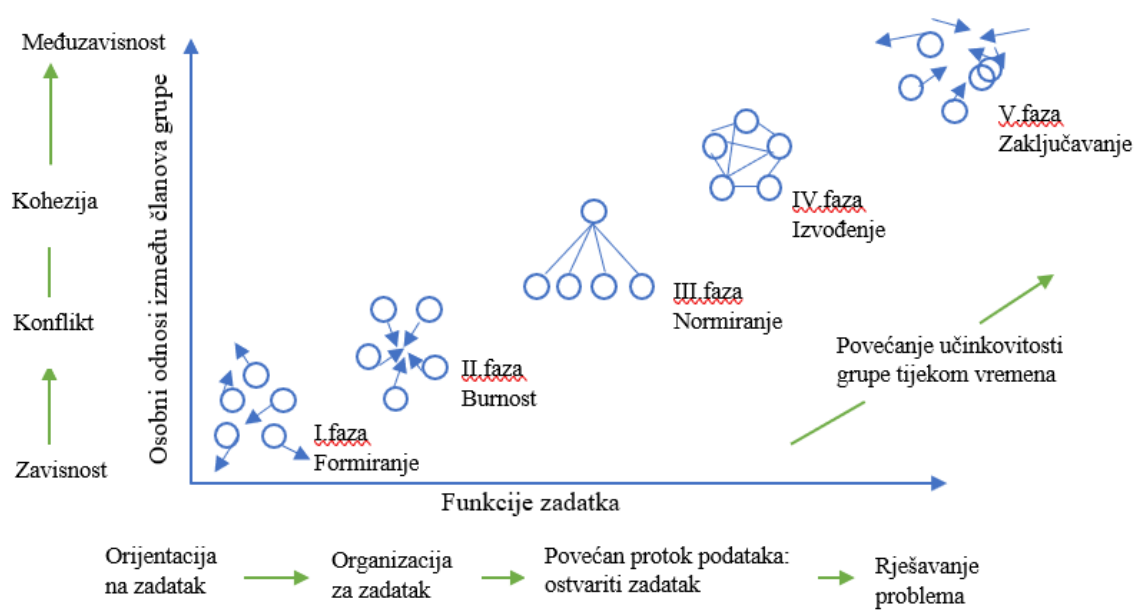 Međuzavisnost
Kohezija
Konflikt
Zavisnost
Osobni odnosi između članova grupe
V.faza
Zaključavanje
IV.faza
Izvođenje
III.faza
Normiranje
II.faza
Burnost
I.faza
Formiranje
Povećanje učinkovitosti
grupe tijekom vremena
Funkcije zadatka
Orijentacija
na zadatak
Organizacija
za zadatak
Povećan protok podataka:
ostvariti zadatak
Rješavanje
problema